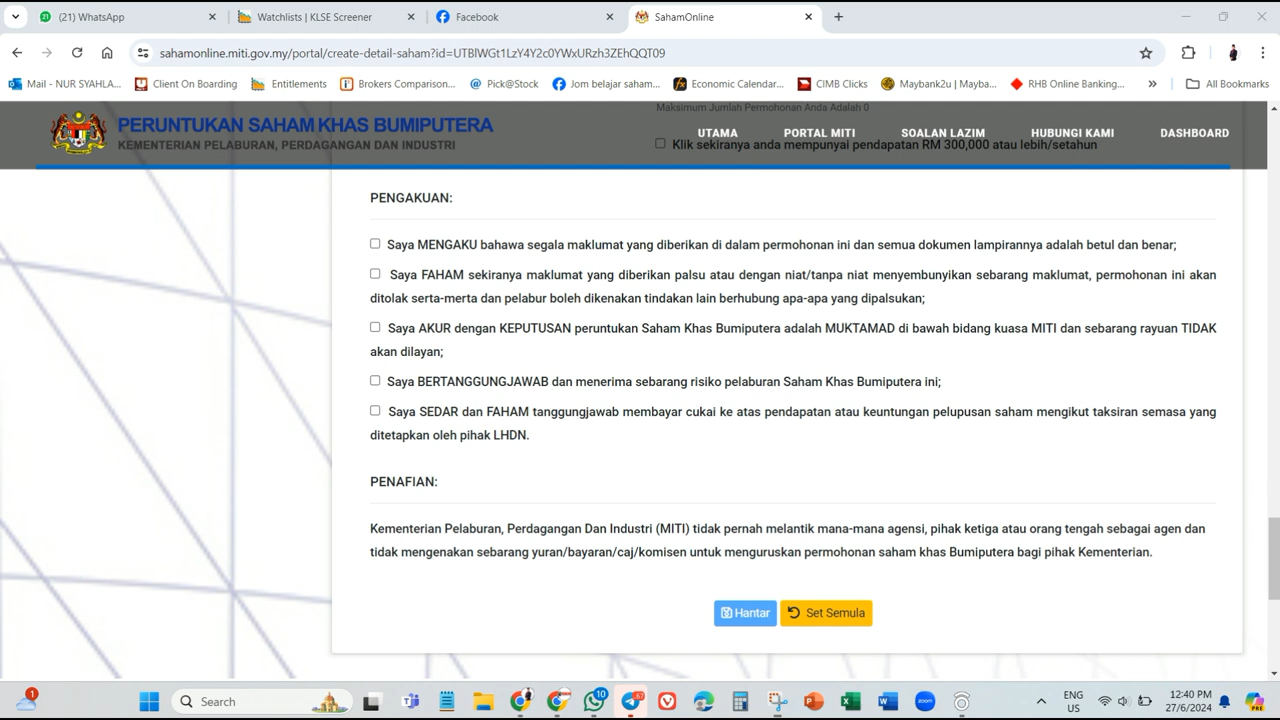 (21) WhatsApp
Watchlists | KLSE Screener
Facebook
SahamOnline
sahamonline.miti.gov.my/portal/create-detail-saham?id=UTBlWGt1LzY4Y2c0YWxURzh3ZEhQQT09
Mail - NUR SYAHLA...
Client On Boarding
Entitlements
Brokers Comparison...
Pick@Stock
Jom belajar saham...
Economic Calendar...
CIMB Clicks
Maybank2u | Mayba...
RHB Online Banking...
All Bookmarks
Maksimum Jumlah Permohonan Anda Adalah 0
PERUNTUKAN SAHAM KHAS BUMIPUTERA
KEMENTERIAN PELABURAN, PERDAGANGAN DAN INDUSTRI
UTAMA
PORTAL MITI
SOALAN LAZIM
HUBUNGI KAMI
DASHBOARD
Klik sekiranya anda mempunyai pendapatan RM 300,000 atau lebih/setahun
PENGAKUAN:
Saya MENGAKU bahawa segala maklumat yang diberikan di dalam permohonan ini dan semua dokumen lampirannya adalah betul dan benar;
Saya FAHAM sekiranya maklumat yang diberikan palsu atau dengan niat/tanpa niat menyembunyikan sebarang maklumat, permohonan ini akan
ditolak serta-merta dan pelabur boleh dikenakan tindakan lain berhubung apa-apa yang dipalsukan;
Saya AKUR dengan KEPUTUSAN peruntukan Saham Khas Bumiputera adalah MUKTAMAD di bawah bidang kuasa MITI dan sebarang rayuan TIDAK
akan dilayan;
Saya BERTANGGUNGJAWAB dan menerima sebarang risiko pelaburan Saham Khas Bumiputera ini;
Saya SEDAR dan FAHAM tanggungjawab membayar cukai ke atas pendapatan atau keuntungan pelupusan saham mengikut taksiran semasa yang
ditetapkan oleh pihak LHDN.
PENAFIAN:
Kementerian Pelaburan, Perdagangan Dan Industri (MITI) tidak pernah melantik mana-mana agensi, pihak ketiga atau orang tengah sebagai agen dan
tidak mengenakan sebarang yuran/bayaran/caj/komisen untuk menguruskan permohonan saham khas Bumiputera bagi pihak Kementerian.
Hantar
Set Semula
1
Search
10
67
zoom
ENG
US
12:40 PM
27/6/2024
PRE